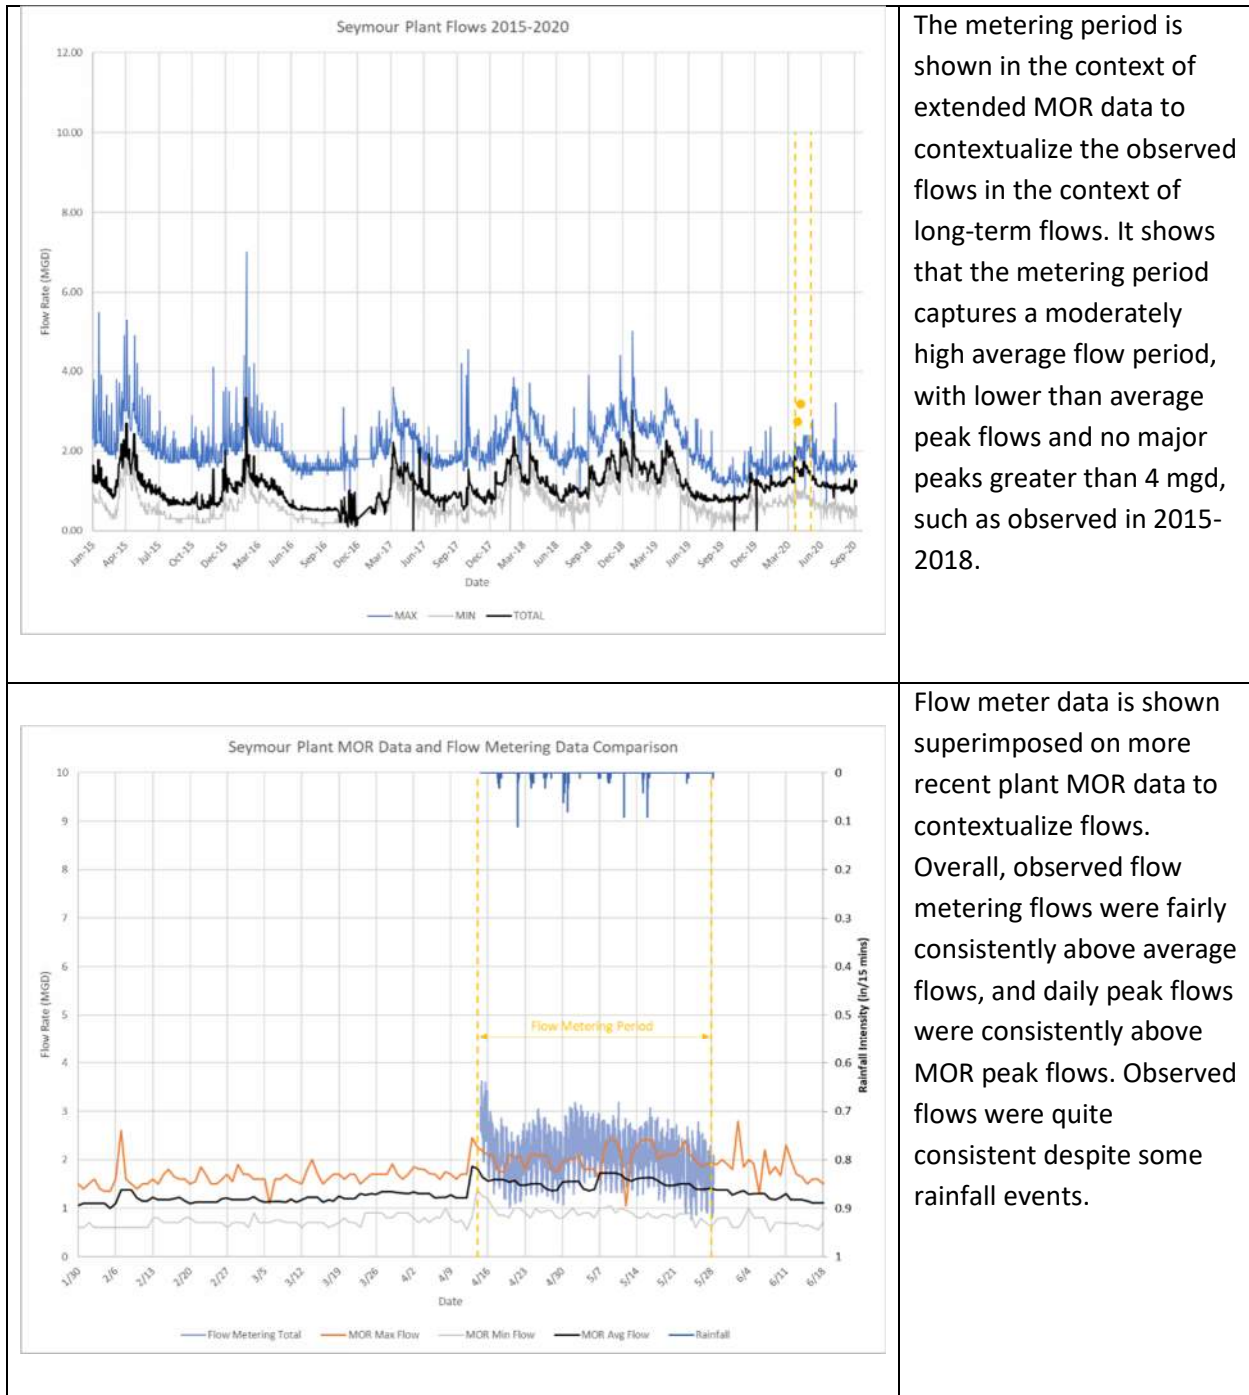 Seymour Plant Flows 2015-2020
12.00
10.00
8.00
6.00
4.00
2.00
0.00
Flow Rate (MGD)
Jan-15
Apr-15
Jul-15
Oct-15
Dec-15
Mar-16
Jun-16
Sep-16
Dec-16
Mar-17
Jun-17
Sep-17
Dec-17
Mar-18
Jun-18
Sep-18
Dec-18
Mar-19
Jun-19
Sep-19
Dec-19
Mar-20
Jun-20
Sep-20
Date
MAX MIN TOTAL
The metering period is
shown in the context of
extended MOR data to
contextualize the observed
flows in the context of
long-term flows. It shows
that the metering period
captures a moderately
high average flow period,
with lower than average
peak flows and no major
peaks greater than 4 mgd,
such as observed in 2015-
2018.
Seymour Plant MOR Data and Flow Metering Data Comparison
10
9
8
7
6
5
4
3
2
1
0
Flow Rate (MGD)
0
0.1
0.2
0.3
0.4
0.5
0.6
0.7
0.8
0.9
1
Rainfall Intensity (in/15 mins)
Flow Metering Period
1/30
2/6
2/13
2/20
2/27
3/5
3/12
3/19
3/26
4/2
4/9
4/16
4/23
4/30
5/7
5/14
5/21
5/28
6/4
6/11
6/18
Date
Flow Metering Total MOR Max Flow MOR Min Flow MOR Avg Flow Rainfall
Flow meter data is shown
superimposed on more
recent plant MOR data to
contextualize flows.
Overall, observed flow
metering flows were fairly
consistently above average
flows, and daily peak flows
were consistently above
MOR peak flows. Observed
flows were quite
consistent despite some
rainfall events.